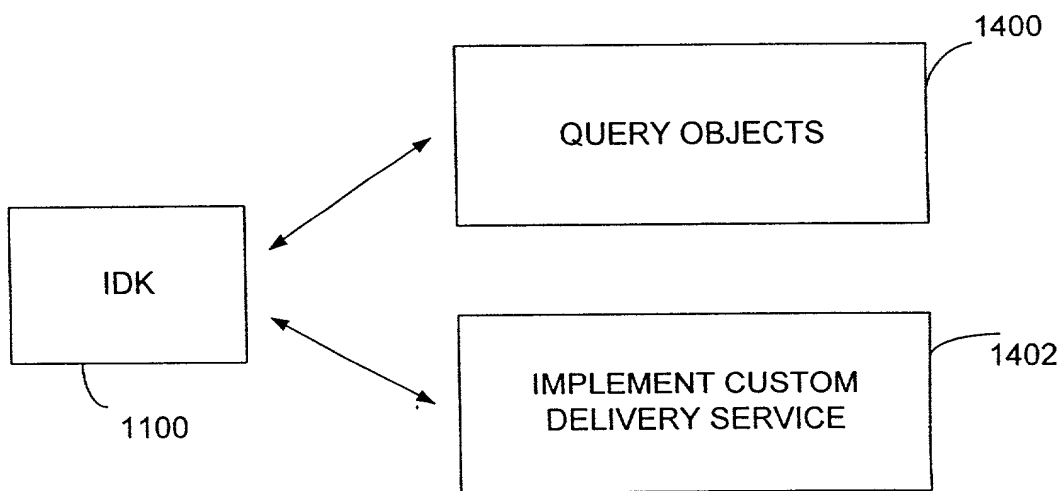 1400
QUERY OBJECTS
IDK
1100
1402
IMPLEMENT CUSTOM
DELIVERY SERVICE